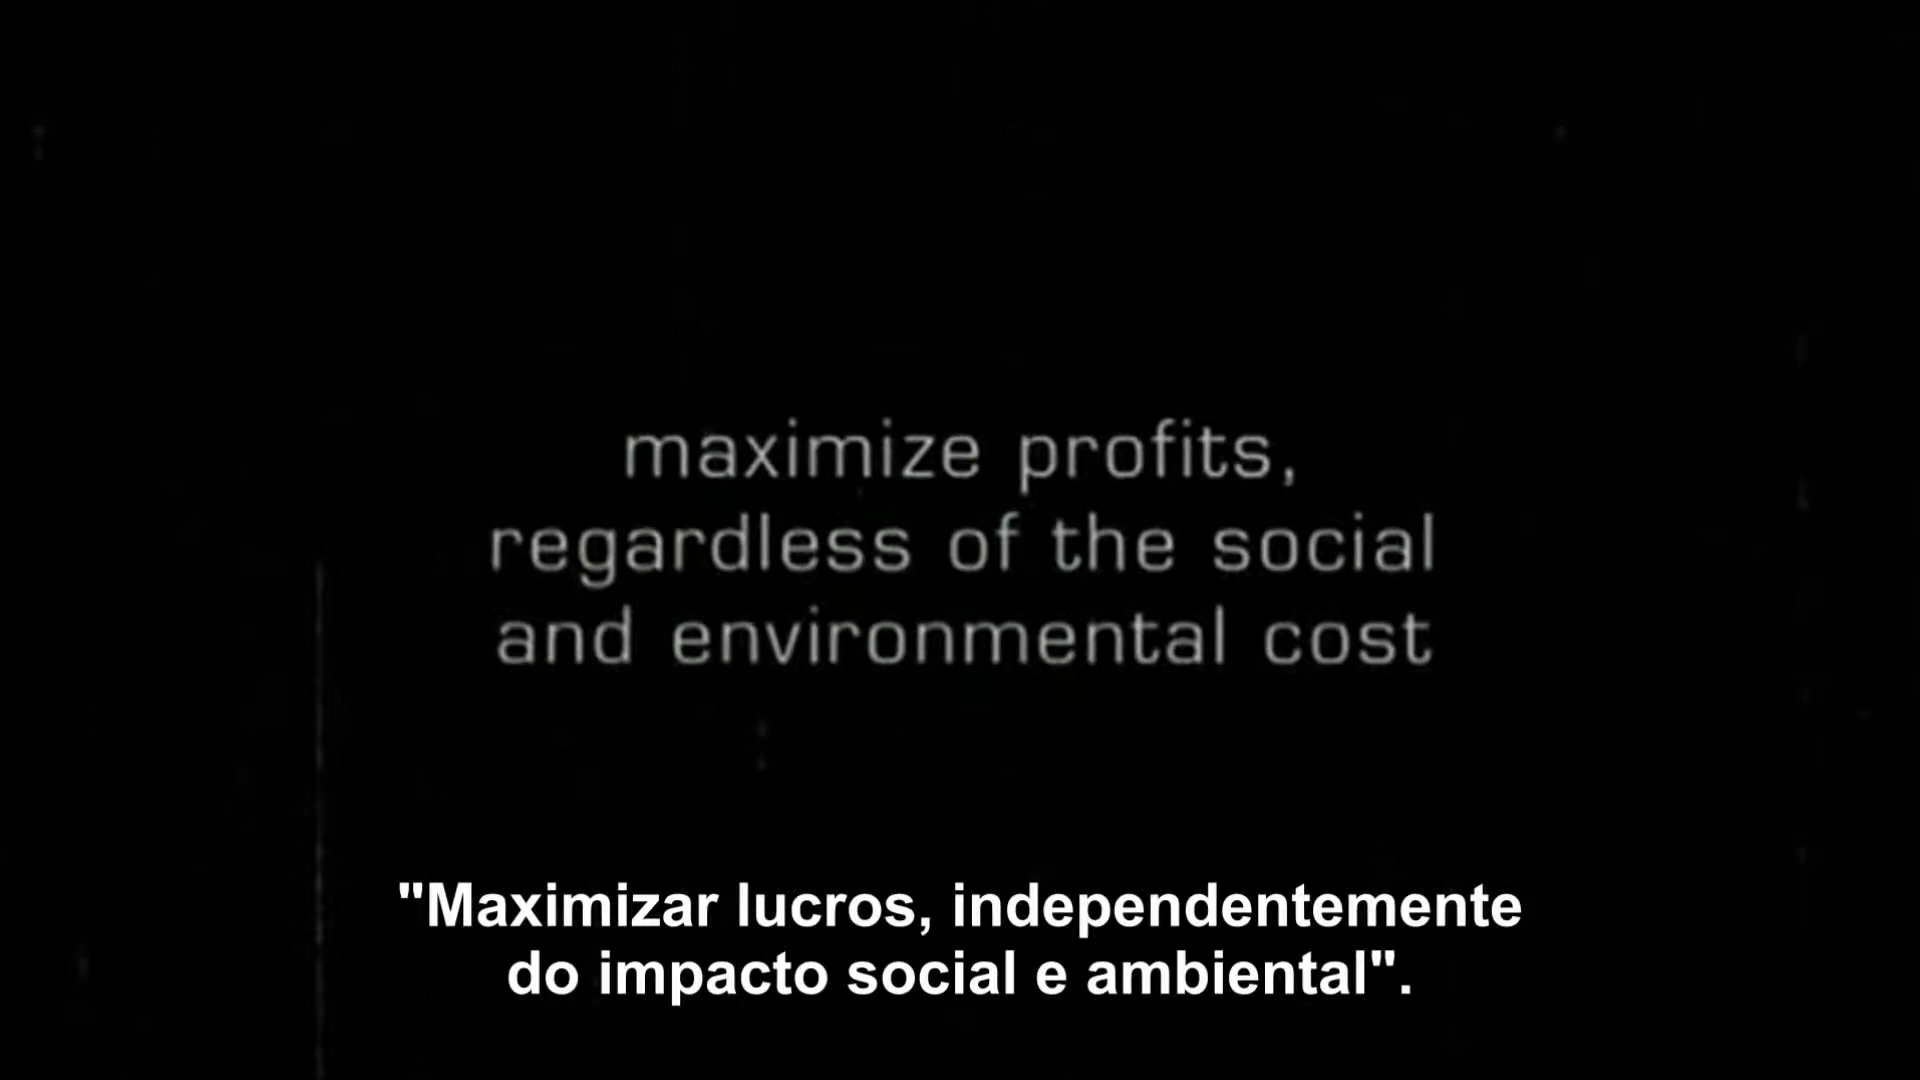 maximize profits,
regardless of the social
and environmental cost
"Maximizar lucros, independentemente
do impacto social e ambiental".